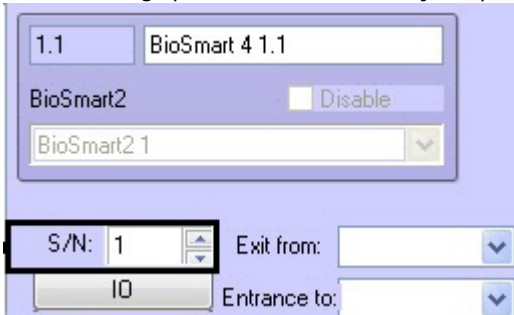 1.1 BioSmart 4 1.1
BioSmart2 Disable
BioSmart2 1
S/N: 1 Exit from:
IO Entrance to: